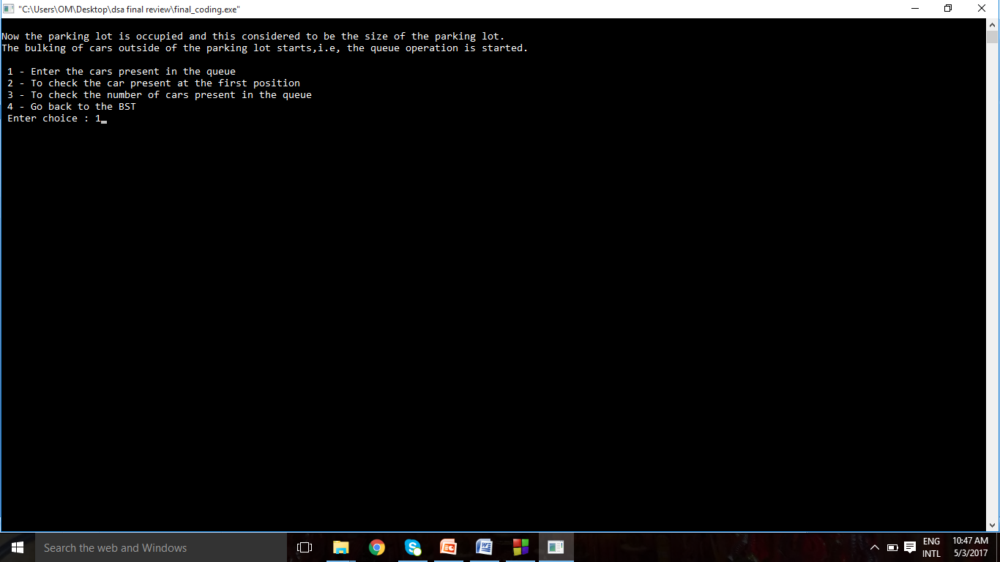 "C:\Users\OM\Desktop\dsa final review\final_coding.exe"
Now the parking lot is occupied and this considered to be the size of the parking lot.
The bulking of cars outside of the parking lot starts,i.e, the queue operation is started.
1 - Enter the cars present in the queue
2 - To check the car present at the first position
3 - To check the number of cars present in the queue
4 - Go back to the BST
Enter choice : 1
Search the web and Windows
ENG
INTL
10:47 AM
5/3/2017